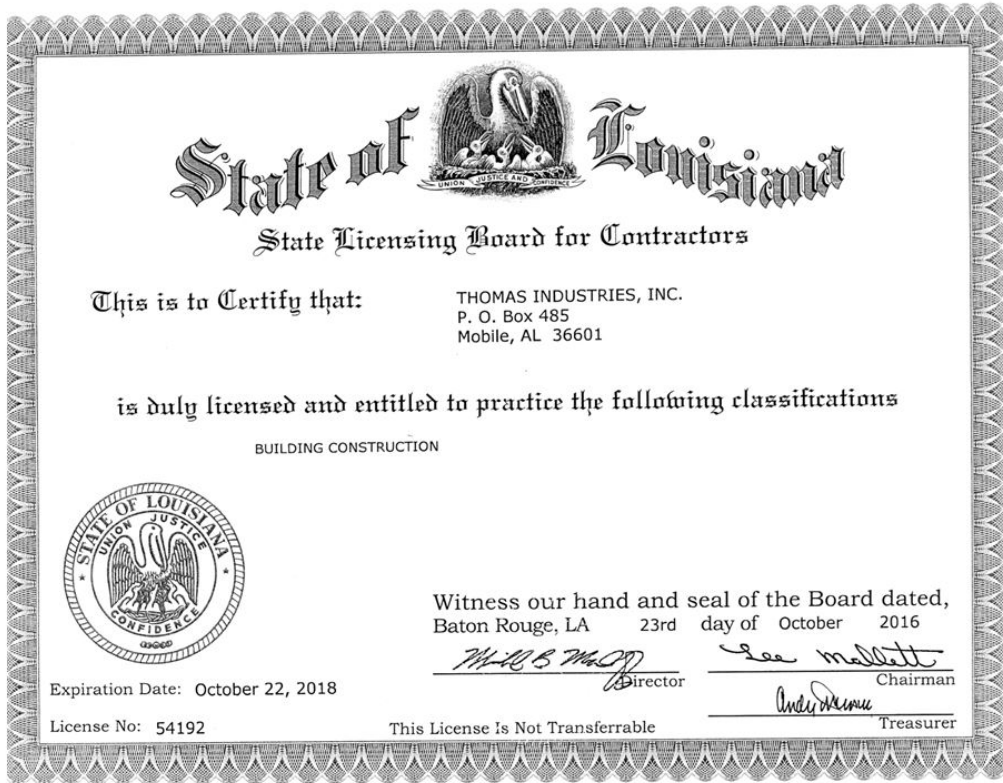 State of Louisiana
UNION JUSTICE AND CONFIDENCE
State Licensing Board for Contractors
This is to Certify that:
THOMAS INDUSTRIES, INC.
P. O. Box 485
Mobile, AL 36601
is duly licensed and entitled to practice the following classifications
BUILDING CONSTRUCTION
STATE OF LOUISIANA
UNION JUSTICE
CONFIDENCE
Witness our hand and seal of the Board dated,
Baton Rouge, LA 23rd day of October 2016
Lee Mallett
Director
Chairman
Expiration Date: October 22, 2018
Andy
Treasurer
License No: 54192
This License Is Not Transferrable